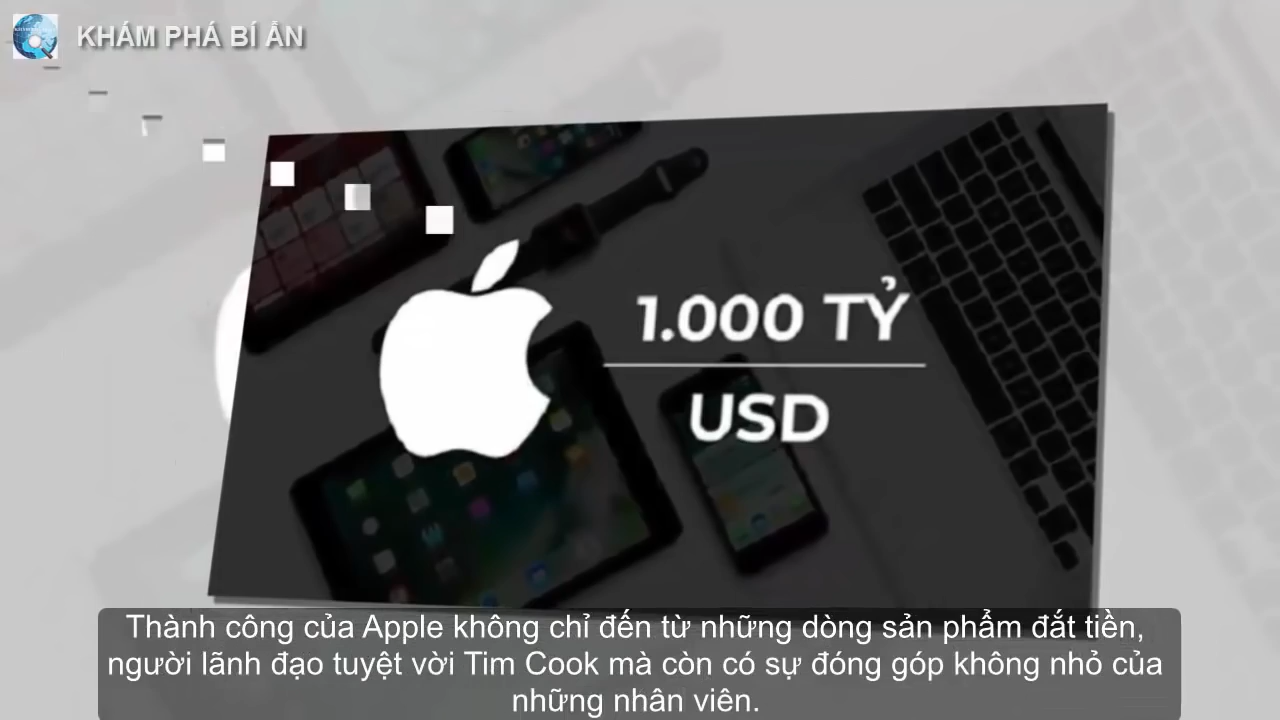 KHÁM PHÁ BÍ ẨN
1.000 TỶ
USD
Thành công của Apple không chỉ đến từ những dòng sản phẩm đắt tiền,
người lãnh đạo tuyệt vời Tim Cook mà còn có sự đóng góp không nhỏ của
những nhân viên.